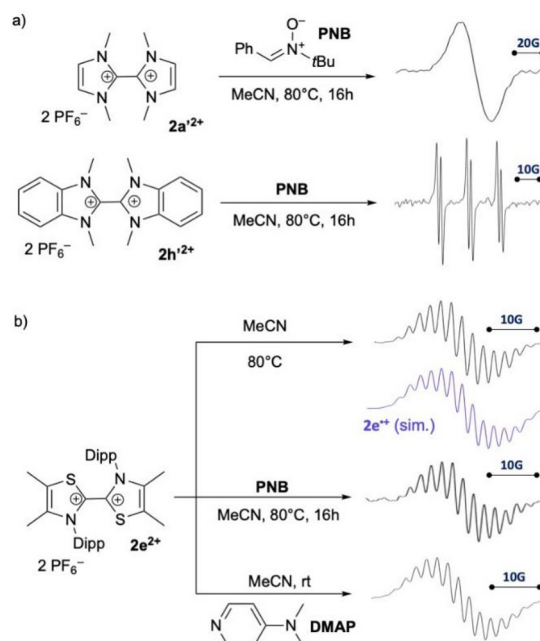 a)
O⁻
PNB
Ph
N⁺
tBu
MeCN, 80°C, 16h
N
N
N
N
2 PF₆⁻
2a'²⁺
20G
PNB
MeCN, 80°C, 16h
N
N
N
N
2 PF₆⁻
2h'²⁺
10G
b)
MeCN
80°C
10G
2e•⁺ (sim.)
Dipp
S
N
N
S
Dipp
2 PF₆⁻
2e²⁺
PNB
MeCN, 80°C, 16h
10G
MeCN, rt
N
N
DMAP
10G